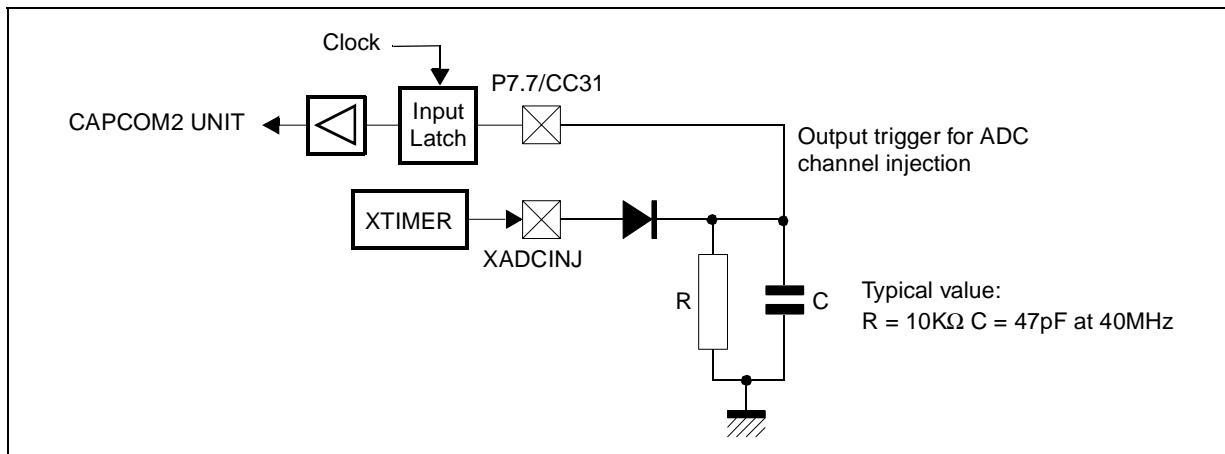 Clock
P7.7/CC31
CAPCOM2 UNIT
Input
Latch
Output trigger for ADC
channel injection
XTIMER
XADCINJ
R
C
Typical value:
R = 10KΩ C = 47pF at 40MHz